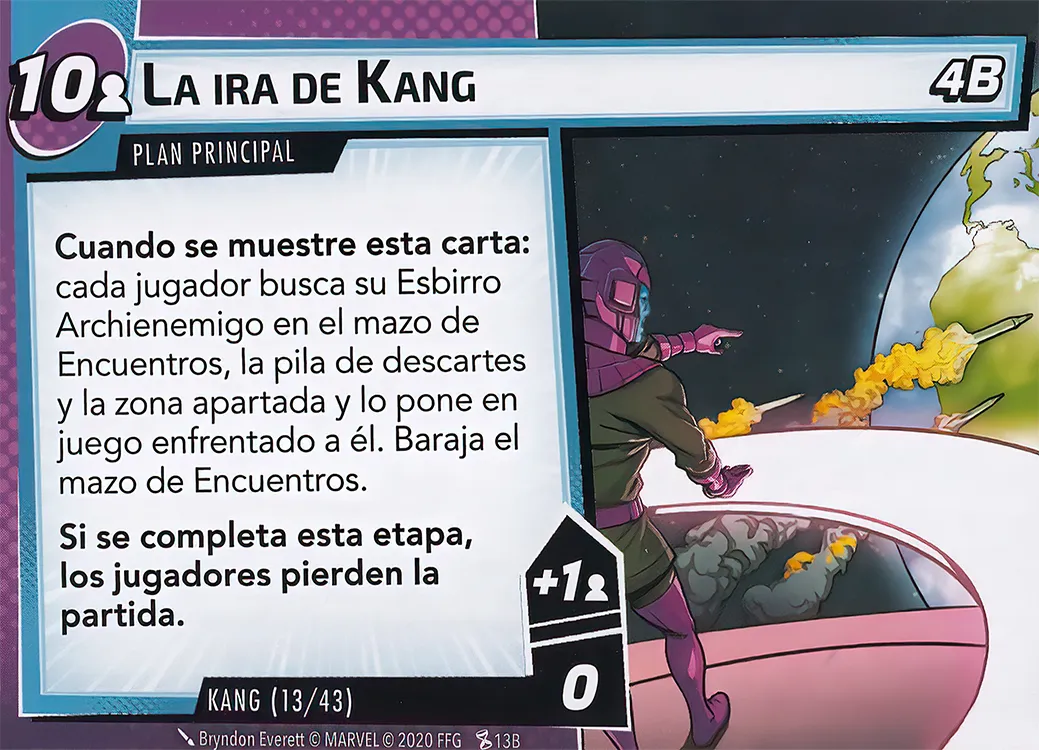 10 LA IRA DE KANG 4B
PLAN PRINCIPAL
Cuando se muestre esta carta:
cada jugador busca su Esbirro
Archienemigo en el mazo de
Encuentros, la pila de descartes
y la zona apartada y lo pone en
juego enfrentado a él. Baraja el
mazo de Encuentros.
Si se completa esta etapa,
los jugadores pierden la
partida.
+1
0
KANG (13/43)
Bryndon Everett © MARVEL © 2020 FFG 13B